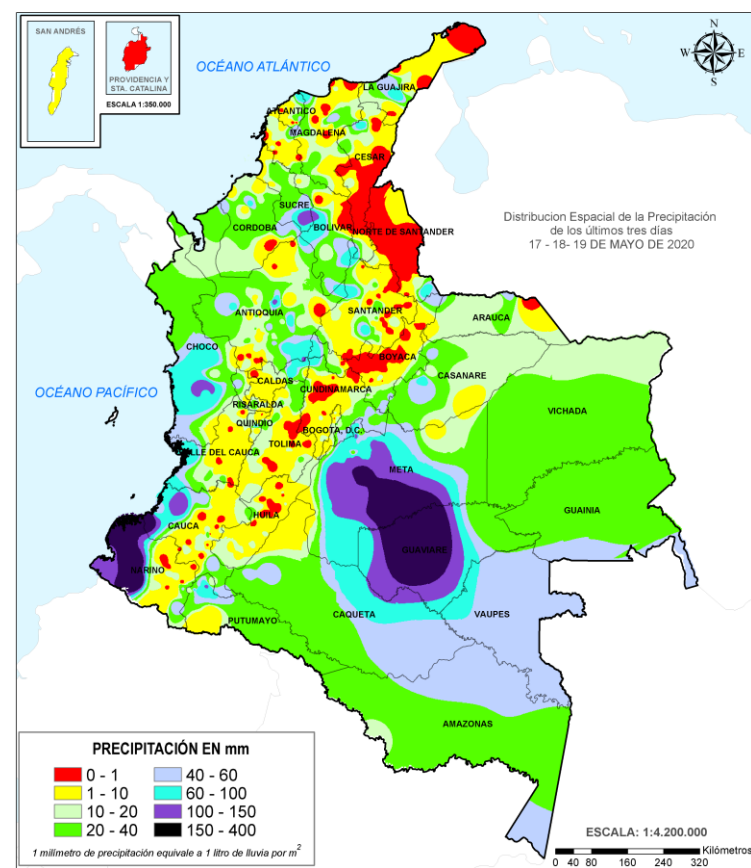 SAN ANDRÉS
PROVIDENCIA Y
STA. CATALINA
ESCALA 1:350.000
OCÉANO ATLÁNTICO
N
W
E
S
LA GUAJIRA
ATLANTICO
MAGDALENA
CESAR
SUCRE
CORDOBA
BOLIVAR
NORTE DE SANTANDER
Distribucion Espacial de la Precipitación
de los últimos tres días
17 - 18- 19 DE MAYO DE 2020
ANTIOQUIA
SANTANDER
ARAUCA
CHOCO
BOYACA
CASANARE
OCÉANO PACÍFICO
CALDAS
CUNDINAMARCA
RISARALDA
VICHADA
QUINDIO
BOGOTA, D.C.
TOLIMA
VALLE DEL CAUCA
META
GUAINIA
CAUCA
HUILA
GUAVIARE
NARIÑO
CAQUETA
VAUPES
PUTUMAYO
AMAZONAS
PRECIPITACIÓN EN mm
0 - 1 40 - 60
1 - 10 60 - 100
10 - 20 100 - 150
20 - 40 150 - 400
1 milímetro de precipitación equivale a 1 litro de lluvia por m²
ESCALA: 1:4.200.000
Kilómetros
0 40 80 160 240 320